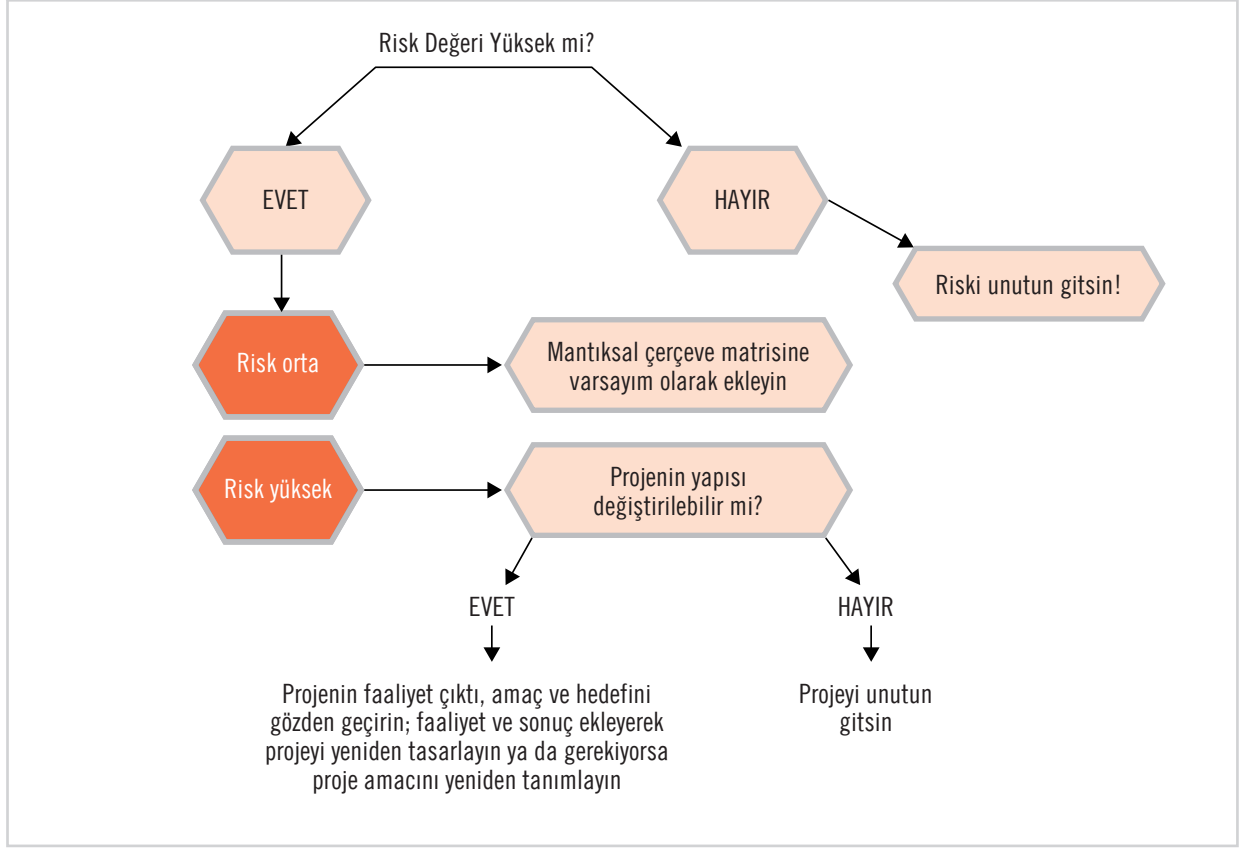 Risk Değeri Yüksek mi?
EVET
HAYIR
Riski unutun gitsin!
Risk orta
Mantıksal çerçeve matrisine
varsayım olarak ekleyin
Risk yüksek
Projenin yapısı
değiştirilebilir mi?
EVET
HAYIR
Projenin faaliyet çıktı, amaç ve hedefini
gözden geçirin; faaliyet ve sonuç ekleyerek
projeyi yeniden tasarlayın ya da gerekiyorsa
proje amacını yeniden tanımlayın
Projeyi unutun
gitsin